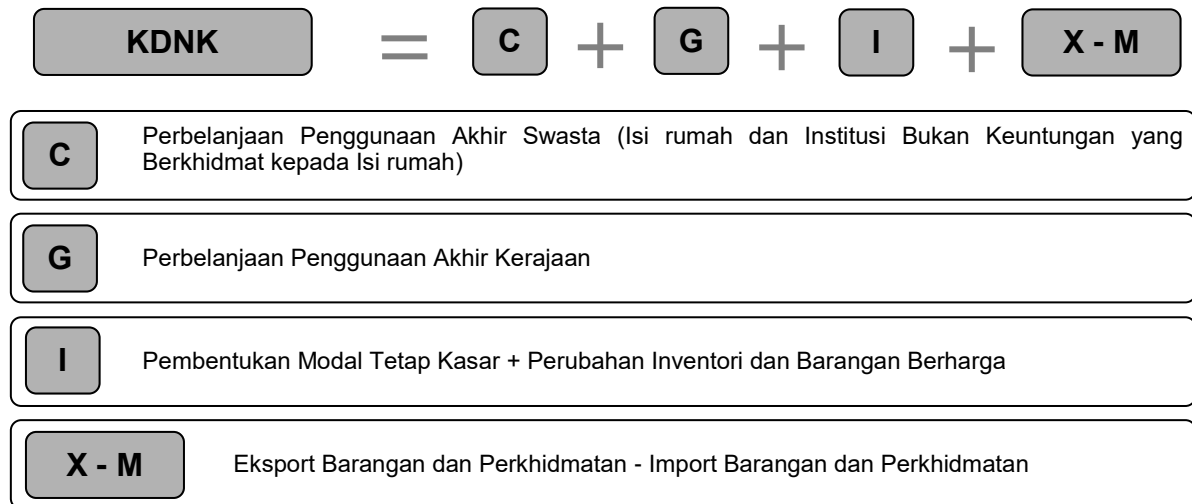 KDNK = C + G + I + X - M
C Perbelanjaan Penggunaan Akhir Swasta (Isi rumah dan Institusi Bukan Keuntungan yang
Berkhidmat kepada Isi rumah)
G Perbelanjaan Penggunaan Akhir Kerajaan
I Pembentukan Modal Tetap Kasar + Perubahan Inventori dan Barangan Berharga
X - M Eksport Barangan dan Perkhidmatan - Import Barangan dan Perkhidmatan